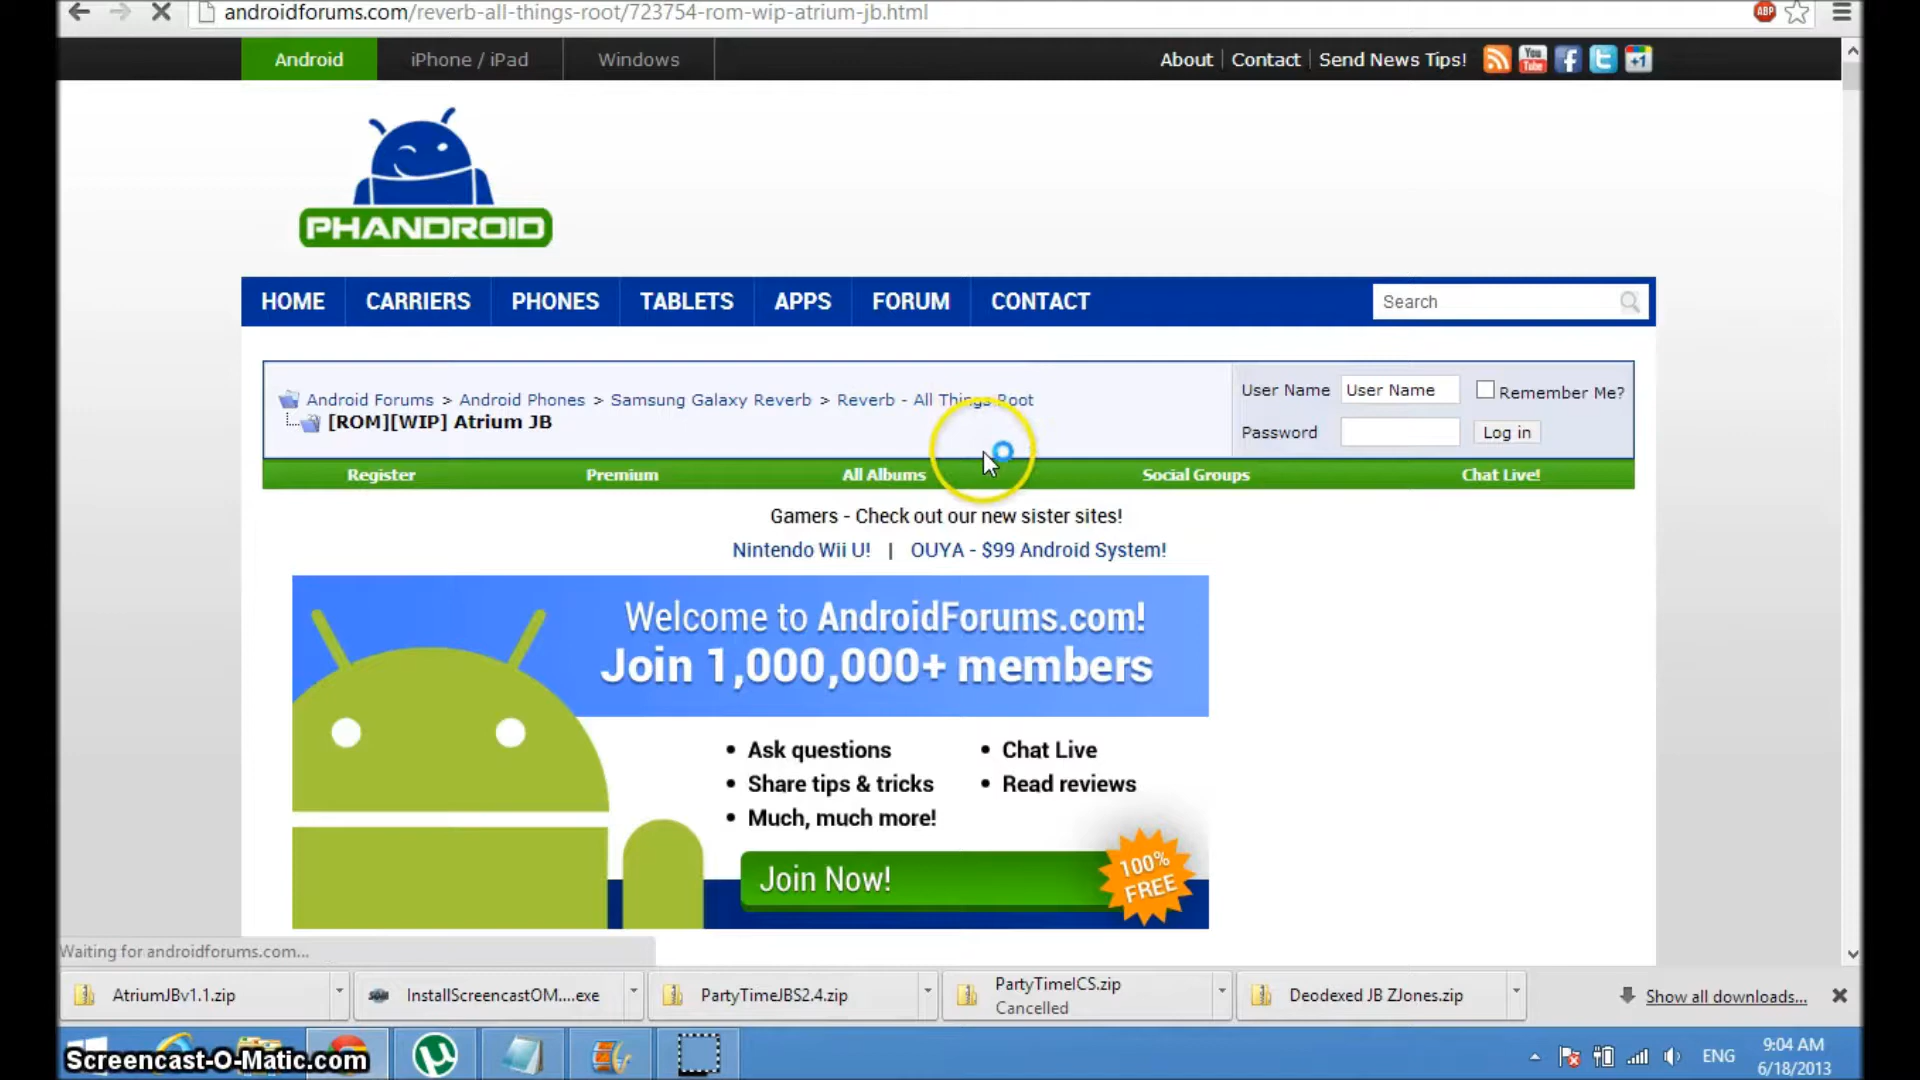 androidforums.com/reverb-all-things-root/723754-rom-wip-atrium-jb.html
ABP
Android iPhone / iPad Windows
About Contact Send News Tips!
You Tube f t +1
PHANDROID
HOME CARRIERS PHONES TABLETS APPS FORUM CONTACT
Search
Android Forums > Android Phones > Samsung Galaxy Reverb > Reverb - All Things Root
[ROM][WIP] Atrium JB
User Name User Name Remember Me?
Password Log in
Register Premium All Albums Social Groups Chat Live!
Gamers - Check out our new sister sites!
Nintendo Wii U! | OUYA - $99 Android System!
Welcome to AndroidForums.com!
Join 1,000,000+ members
• Ask questions • Chat Live
• Share tips & tricks • Read reviews
• Much, much more!
Join Now!
100% FREE
Waiting for androidforums.com...
AtriumJBv1.1.zip InstallScreencastOM....exe PartyTimeJBS2.4.zip PartyTimeICS.zip Deodexed JB ZJones.zip Show all downloads...
Cancelled
Screencast-O-Matic.com
ENG
9:04 AM
6/18/2013